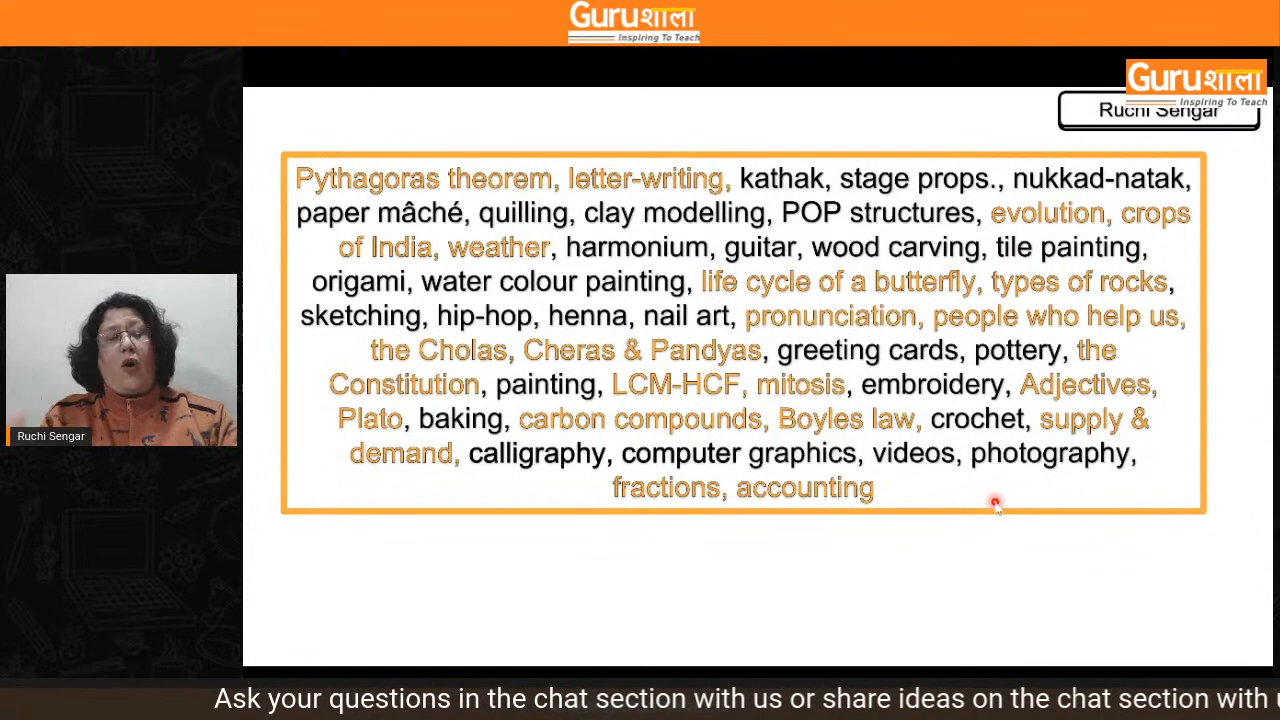 Guruशाला
Inspiring To Teach
Guruशाला
Inspiring To Teach
Ruchi Sengar
Pythagoras theorem, letter-writing, kathak, stage props., nukkad-natak,
paper mâché, quilling, clay modelling, POP structures, evolution, crops
of India, weather, harmonium, guitar, wood carving, tile painting,
origami, water colour painting, life cycle of a butterfly, types of rocks,
sketching, hip-hop, henna, nail art, pronunciation, people who help us,
the Cholas, Cheras & Pandyas, greeting cards, pottery, the
Constitution, painting, LCM-HCF, mitosis, embroidery, Adjectives,
Plato, baking, carbon compounds, Boyles law, crochet, supply &
demand, calligraphy, computer graphics, videos, photography,
fractions, accounting
Ruchi Sengar
Ask your questions in the chat section with us or share ideas on the chat section with